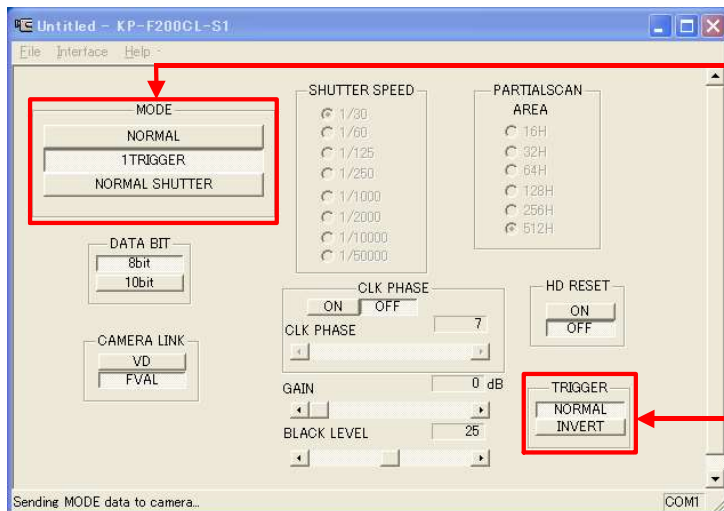 Untitled - KP-F200CL-S1
File Interface Help
MODE
NORMAL
1TRIGGER
NORMAL SHUTTER
SHUTTER SPEED
1/30
1/60
1/125
1/250
1/1000
1/2000
1/10000
1/50000
PARTIALSCAN
AREA
16H
32H
64H
128H
256H
512H
DATA BIT
8bit
10bit
CAMERA LINK
VD
FVAL
CLK PHASE
ON OFF
CLK PHASE 7
GAIN 0 dB
BLACK LEVEL 25
HD RESET
ON
OFF
TRIGGER
NORMAL
INVERT
Sending MODE data to camera... COM1